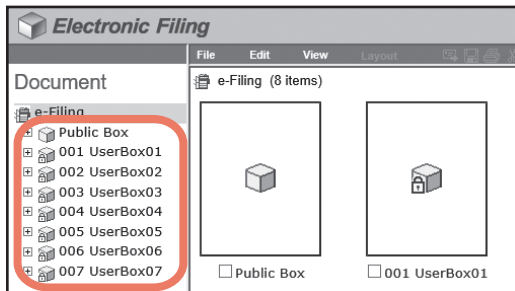 Electronic Filing
File Edit View Layout
Document
e-Filing (8 items)
e-Filing
Public Box
001 UserBox01
002 UserBox02
003 UserBox03
004 UserBox04
005 UserBox05
006 UserBox06
007 UserBox07
Public Box
001 UserBox01